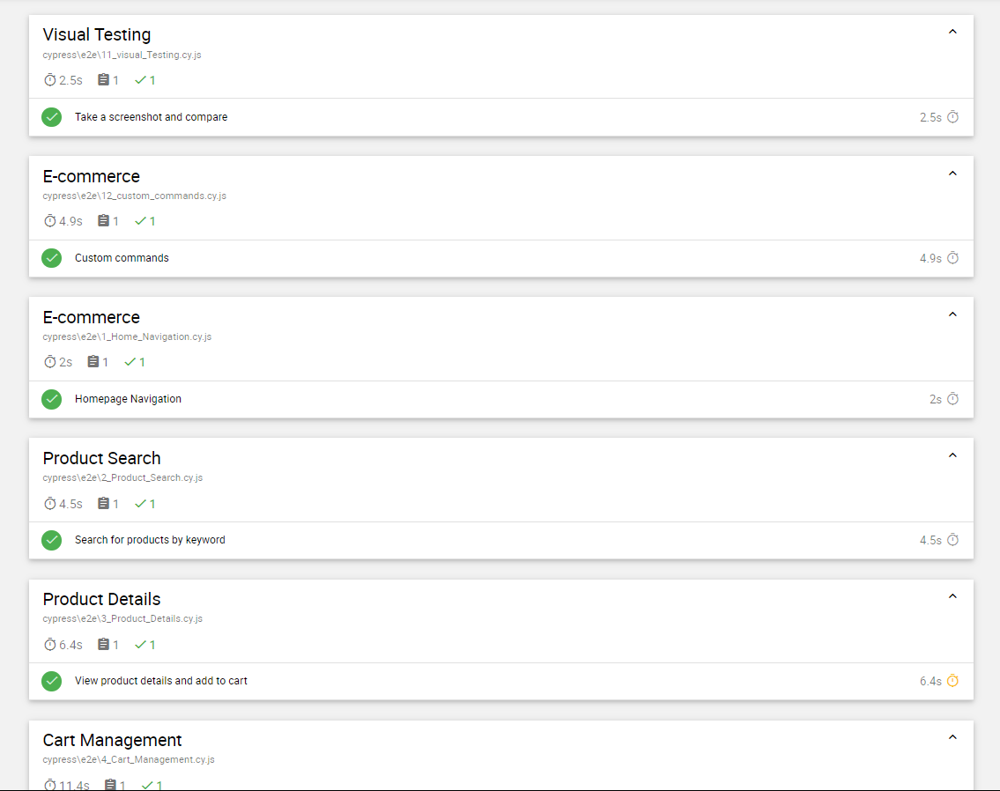 Visual Testing
cypress\e2e\11_visual_Testing.cy.js
2.5s 1 1
Take a screenshot and compare 2.5s
E-commerce
cypress\e2e\12_custom_commands.cy.js
4.9s 1 1
Custom commands 4.9s
E-commerce
cypress\e2e\1_Home_Navigation.cy.js
2s 1 1
Homepage Navigation 2s
Product Search
cypress\e2e\2_Product_Search.cy.js
4.5s 1 1
Search for products by keyword 4.5s
Product Details
cypress\e2e\3_Product_Details.cy.js
6.4s 1 1
View product details and add to cart 6.4s
Cart Management
cypress\e2e\4_Cart_Management.cy.js
11.4s 1 1